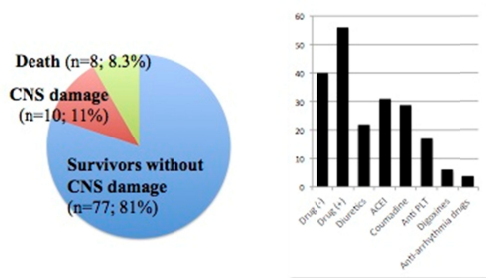 Death (n=8; 8.3%)
CNS damage
(n=10; 11%)
Survivors without
CNS damage
(n=77; 81%)
60
50
40
30
20
10
0
Drug (-)
Drug (+)
Diuretics
ACEI
Coumadine
Anti PLT
Digoxines
Anti-arrhythmia drugs